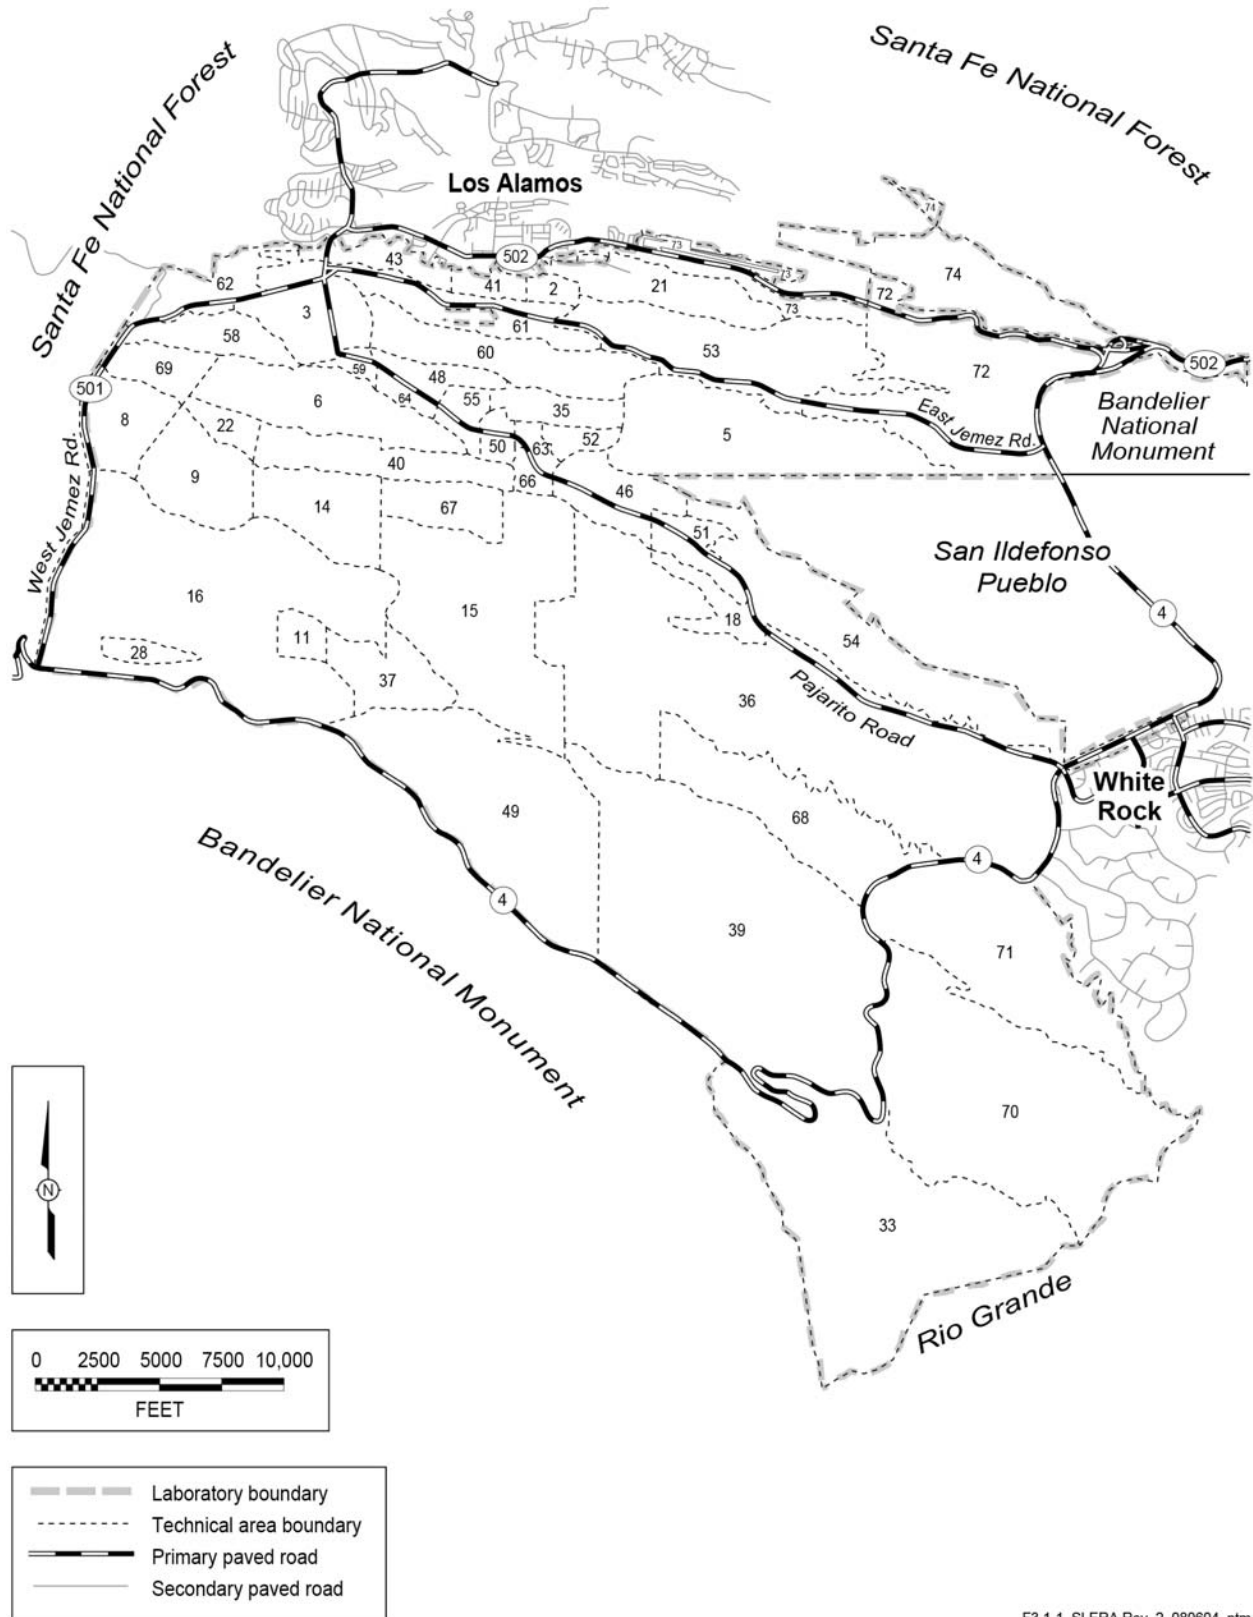 Santa Fe National Forest
Santa Fe National Forest
Los Alamos
74
73
502
43
74
62
41
2
21
73
72
73
3
61
58
53
60
72
502
59
69
48
501
6
64
55
35
Bandelier
National
Monument
8
22
East Jemez Rd.
5
52
50
63
40
9
66
46
14
67
51
West Jemez Rd.
San Ildefonso
Pueblo
16
15
4
18
11
54
28
37
36
Pajarito Road
White
Rock
49
68
Bandelier National Monument
4
4
39
71
70
N
33
Rio Grande
0 2500 5000 7500 10,000
FEET
Laboratory boundary
Technical area boundary
Primary paved road
Secondary paved road